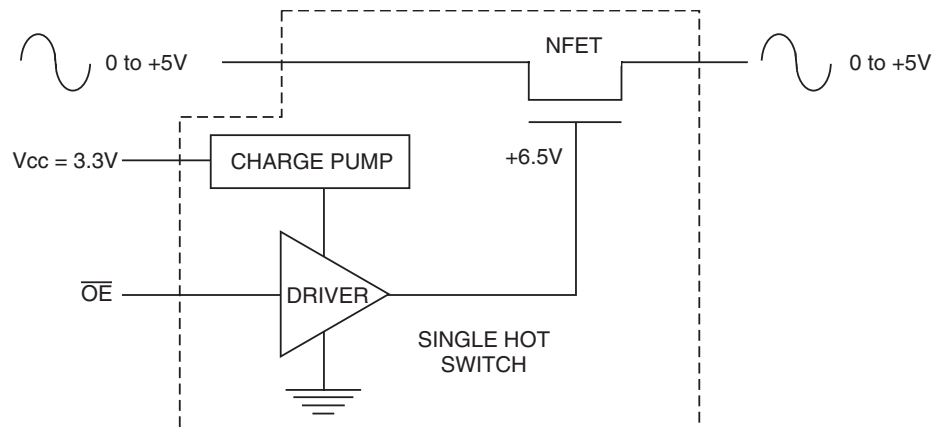 NFET
0 to +5V
0 to +5V
Vcc = 3.3V
CHARGE PUMP
+6.5V
OE
DRIVER
SINGLE HOT
SWITCH